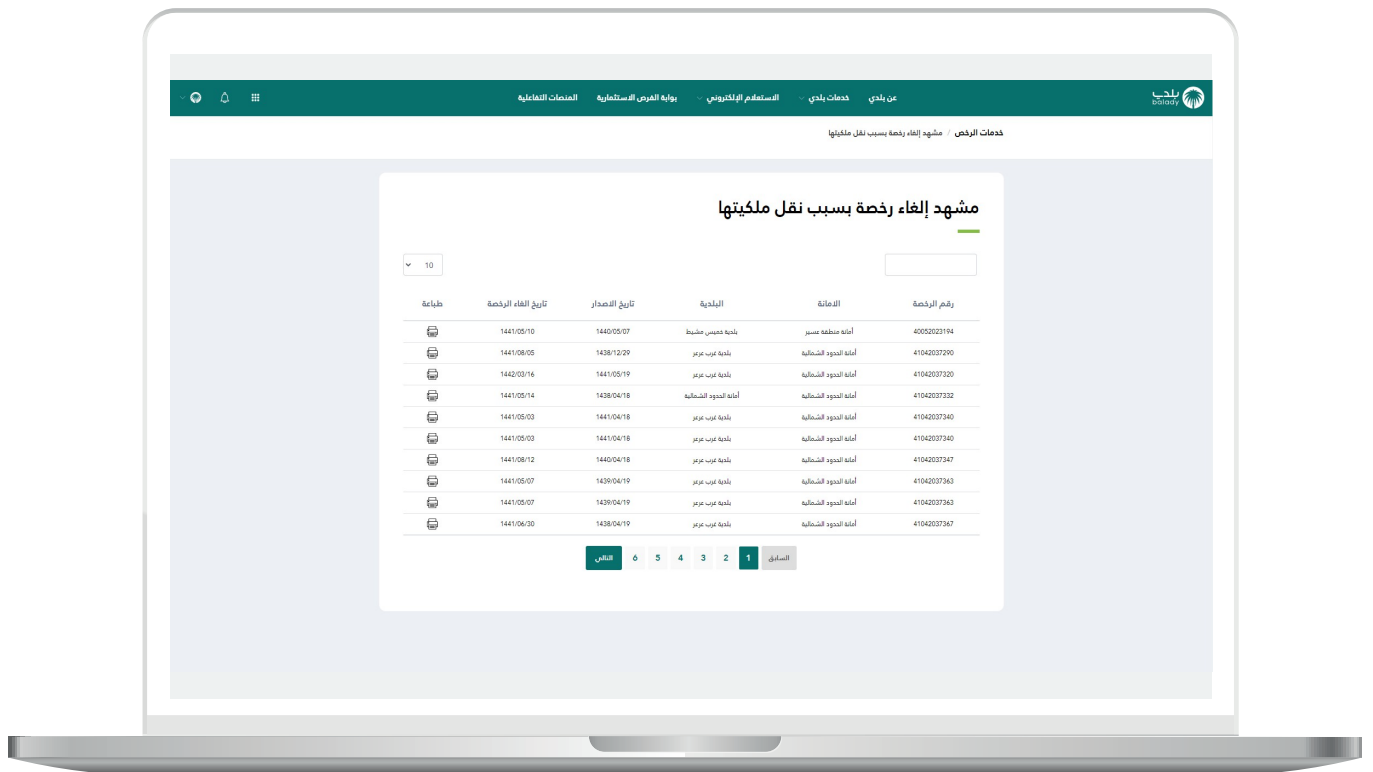 بلدي
balady
عن بلدي خدمات بلدي الاستعلام الإلكتروني بوابة الفرص الاستثمارية المنصات التفاعلية
خدمات الرخص / مشهد إلغاء رخصة بسبب نقل ملكيتها
مشهد إلغاء رخصة بسبب نقل ملكيتها
10
رقم الرخصة الامانة البلدية تاريخ الاصدار تاريخ الغاء الرخصة طباعة
40052023194 أمانة منطقة عسير بلدية خميس مشيط 1440/05/07 1441/05/10
41042037290 أمانة الحدود الشمالية بلدية غرب عرعر 1438/12/29 1441/08/05
41042037320 أمانة الحدود الشمالية بلدية غرب عرعر 1441/05/19 1442/03/16
41042037332 أمانة الحدود الشمالية أمانة الحدود الشمالية 1438/04/18 1441/05/14
41042037340 أمانة الحدود الشمالية بلدية غرب عرعر 1441/04/18 1441/05/03
41042037340 أمانة الحدود الشمالية بلدية غرب عرعر 1441/04/18 1441/05/03
41042037347 أمانة الحدود الشمالية بلدية غرب عرعر 1440/04/18 1441/08/12
41042037363 أمانة الحدود الشمالية بلدية غرب عرعر 1439/04/19 1441/05/07
41042037363 أمانة الحدود الشمالية بلدية غرب عرعر 1439/04/19 1441/05/07
41042037367 أمانة الحدود الشمالية بلدية غرب عرعر 1438/04/19 1441/06/30
السابق 1 2 3 4 5 6 التالي